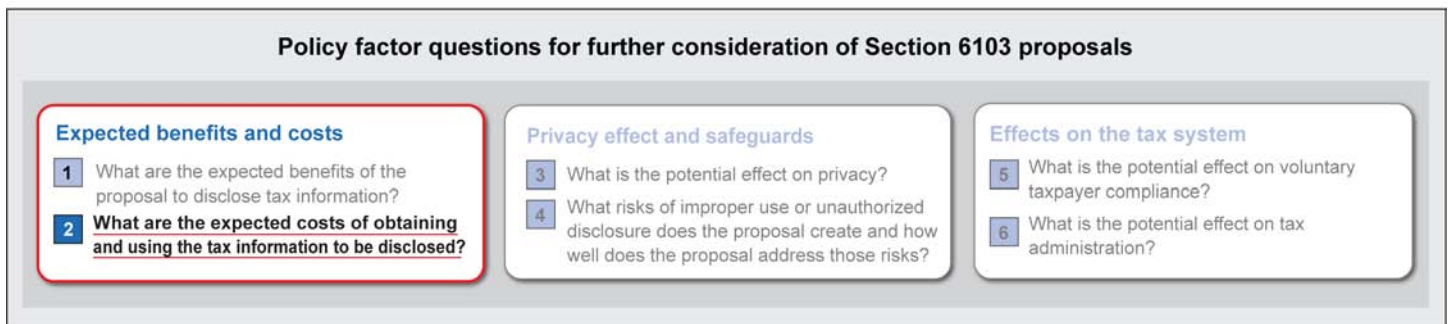 Policy factor questions for further consideration of Section 6103 proposals
Expected benefits and costs
1 What are the expected benefits of the
proposal to disclose tax information?
2 What are the expected costs of obtaining
and using the tax information to be disclosed?
Privacy effect and safeguards
3 What is the potential effect on privacy?
4 What risks of improper use or unauthorized
disclosure does the proposal create and how
well does the proposal address those risks?
Effects on the tax system
5 What is the potential effect on voluntary
taxpayer compliance?
6 What is the potential effect on tax
administration?